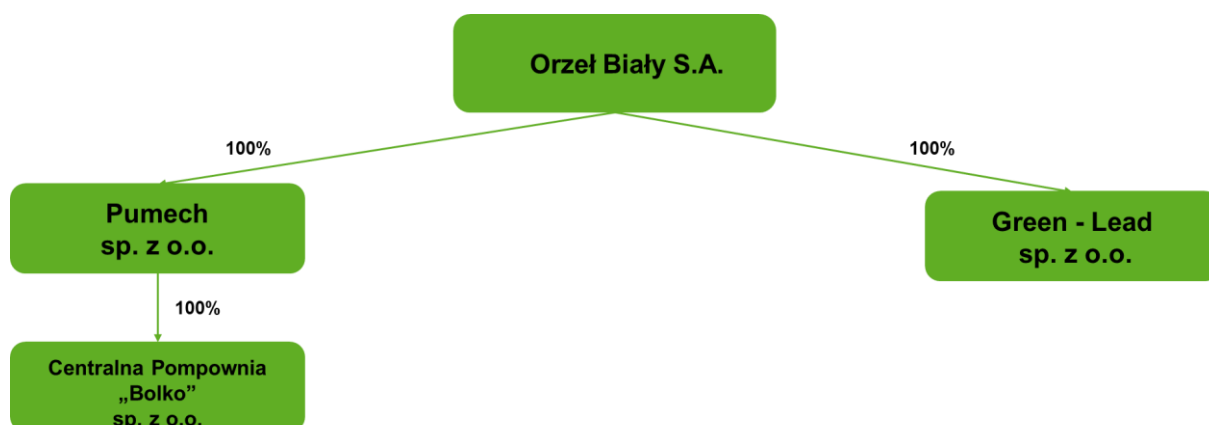 Orzeł Biały S.A.
100%
100%
Pumech
sp. z o.o.
Green - Lead
sp. z o.o.
100%
Centralna Pompownia
„Bolko”
sp. z o.o.